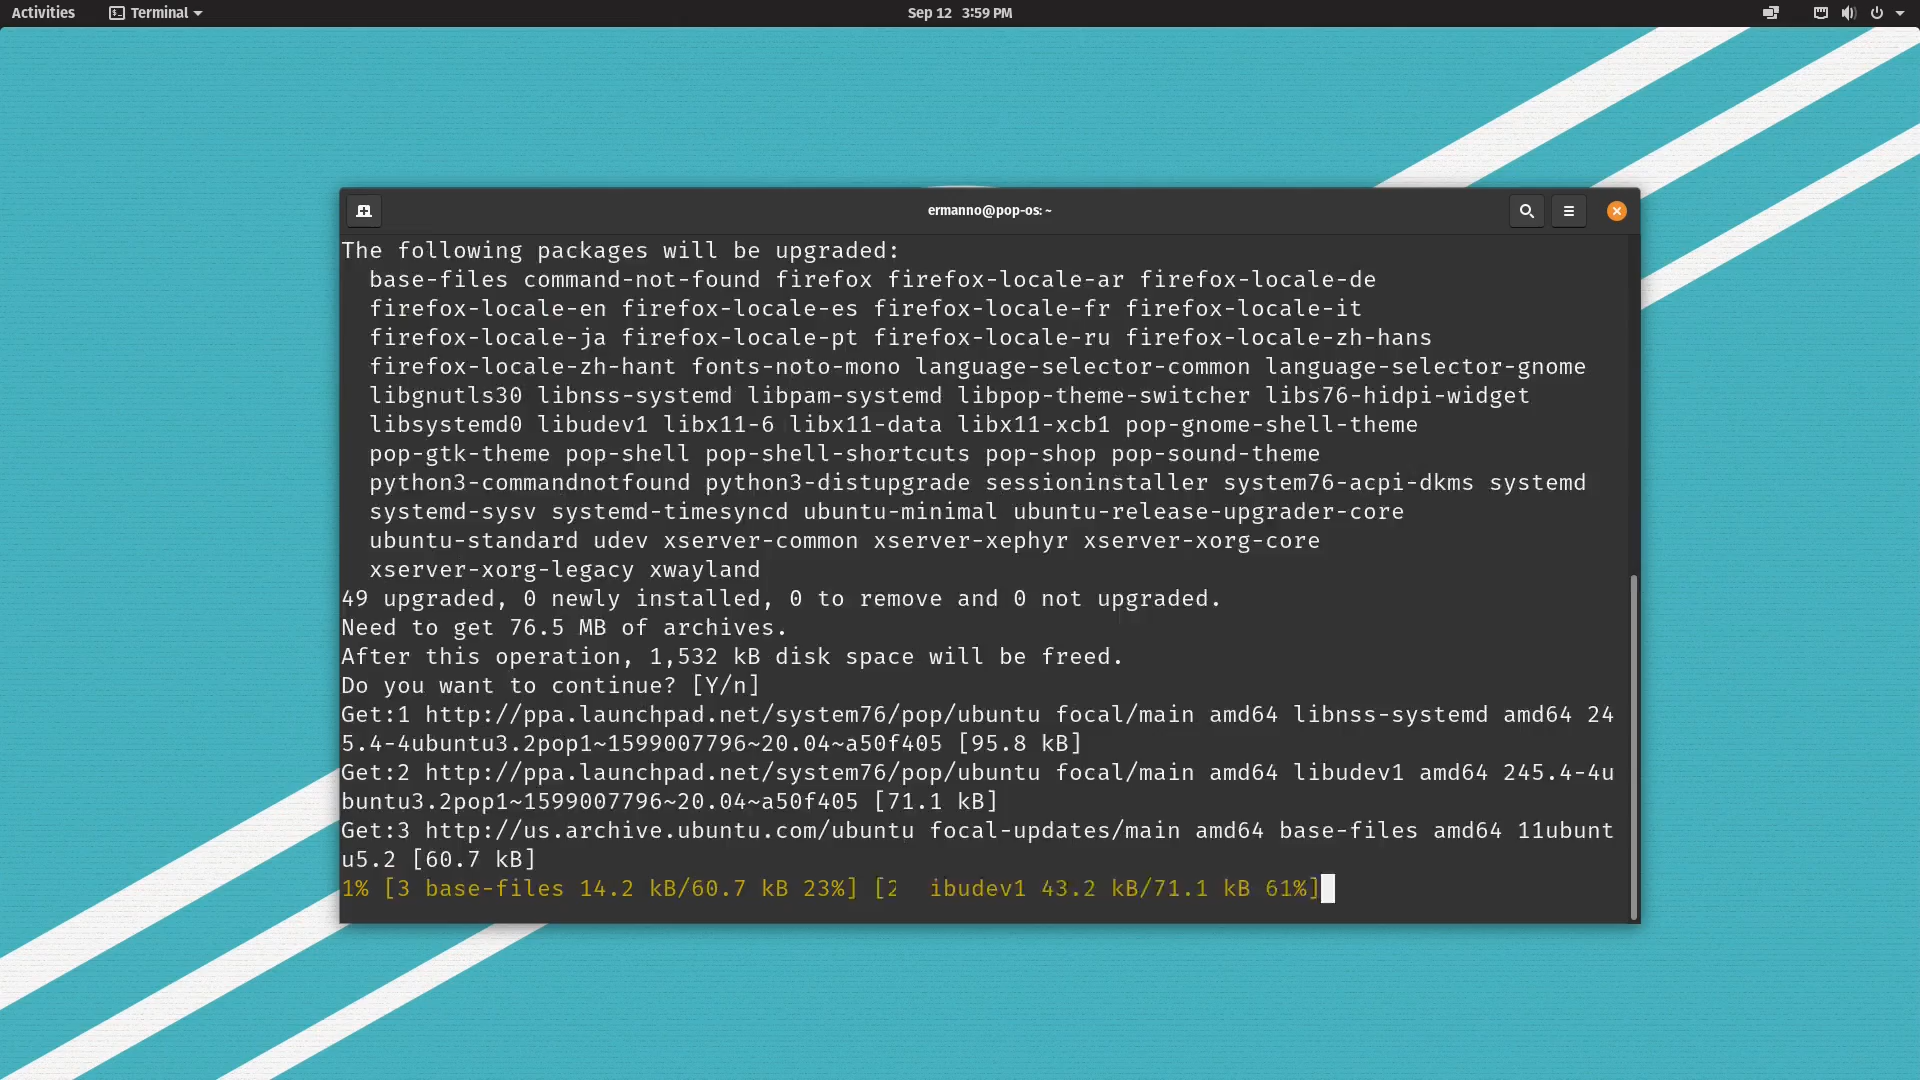 Activities
Terminal
Sep 12 3:59 PM
ermanno@pop-os: ~
The following packages will be upgraded:
base-files command-not-found firefox firefox-locale-ar firefox-locale-de
firefox-locale-en firefox-locale-es firefox-locale-fr firefox-locale-it
firefox-locale-ja firefox-locale-pt firefox-locale-ru firefox-locale-zh-hans
firefox-locale-zh-hant fonts-noto-mono language-selector-common language-selector-gnome
libgnutls30 libnss-systemd libpam-systemd libpop-theme-switcher libs76-hidpi-widget
libsystemd0 libudev1 libx11-6 libx11-data libx11-xcb1 pop-gnome-shell-theme
pop-gtk-theme pop-shell pop-shell-shortcuts pop-shop pop-sound-theme
python3-commandnotfound python3-distupgrade sessioninstaller system76-acpi-dkms systemd
systemd-sysv systemd-timesyncd ubuntu-minimal ubuntu-release-upgrader-core
ubuntu-standard udev xserver-common xserver-xephyr xserver-xorg-core
xserver-xorg-legacy xwayland
49 upgraded, 0 newly installed, 0 to remove and 0 not upgraded.
Need to get 76.5 MB of archives.
After this operation, 1,532 kB disk space will be freed.
Do you want to continue? [Y/n]
Get:1 http://ppa.launchpad.net/system76/pop/ubuntu focal/main amd64 libnss-systemd amd64 24
5.4-4ubuntu3.2pop1~1599007796~20.04~a50f405 [95.8 kB]
Get:2 http://ppa.launchpad.net/system76/pop/ubuntu focal/main amd64 libudev1 amd64 245.4-4u
buntu3.2pop1~1599007796~20.04~a50f405 [71.1 kB]
Get:3 http://us.archive.ubuntu.com/ubuntu focal-updates/main amd64 base-files amd64 11ubunt
u5.2 [60.7 kB]
1% [3 base-files 14.2 kB/60.7 kB 23%] [2 ibudev1 43.2 kB/71.1 kB 61%]